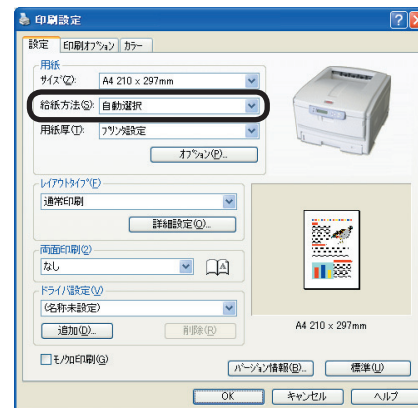 印刷設定
設定 印刷オプション カラー
用紙
サイズ(Z): A4 210 x 297mm
給紙方法(S): 自動選択
用紙厚(T): プリンタ設定
オプション(P)...
レイアウトタイプ(E)
通常印刷
詳細設定(O)...
両面印刷(2)
なし
A
ドライバ設定(V)
(名称未設定)
追加(D)... 削除(R)
A4 210 x 297mm
モノクロ印刷(G)
バージョン情報(B)... 標準(U)
OK キャンセル ヘルプ